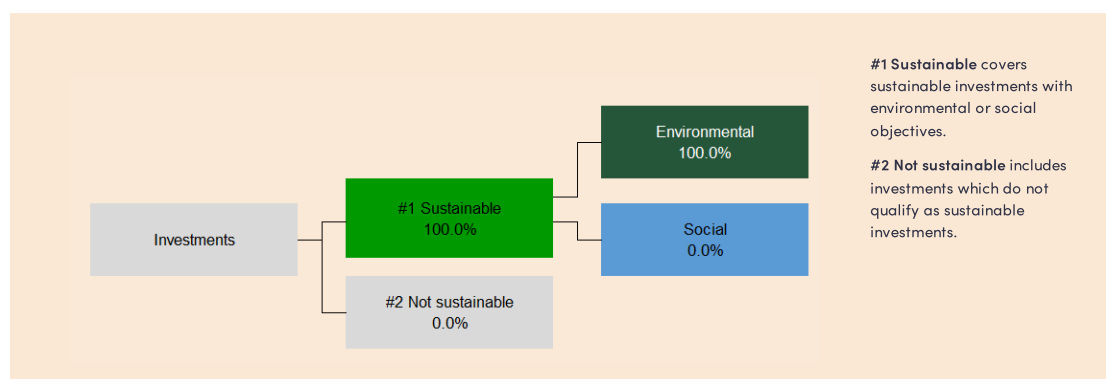 Investments
#1 Sustainable
100.0%
#2 Not sustainable
0.0%
Environmental
100.0%
Social
0.0%
#1 Sustainable covers
sustainable investments with
environmental or social
objectives.
#2 Not sustainable includes
investments which do not
qualify as sustainable
investments.